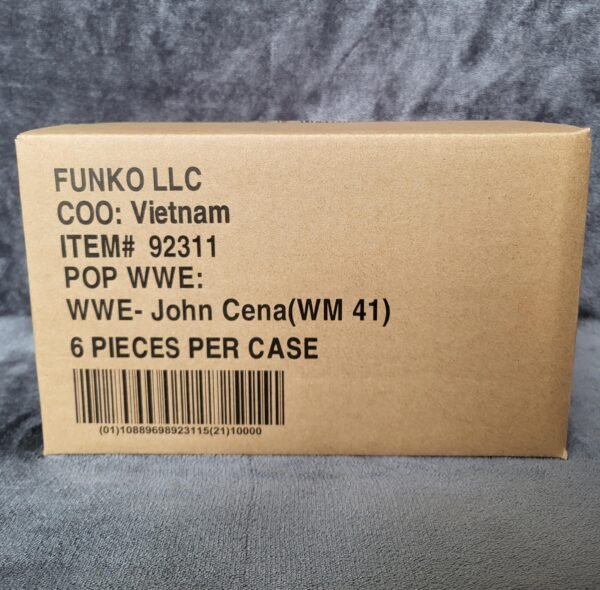 FUNKO LLC
COO: Vietnam
ITEM# 92311
POP WWE:
WWE- John Cena(WM 41)
6 PIECES PER CASE
(01)10889698923115(21)10000